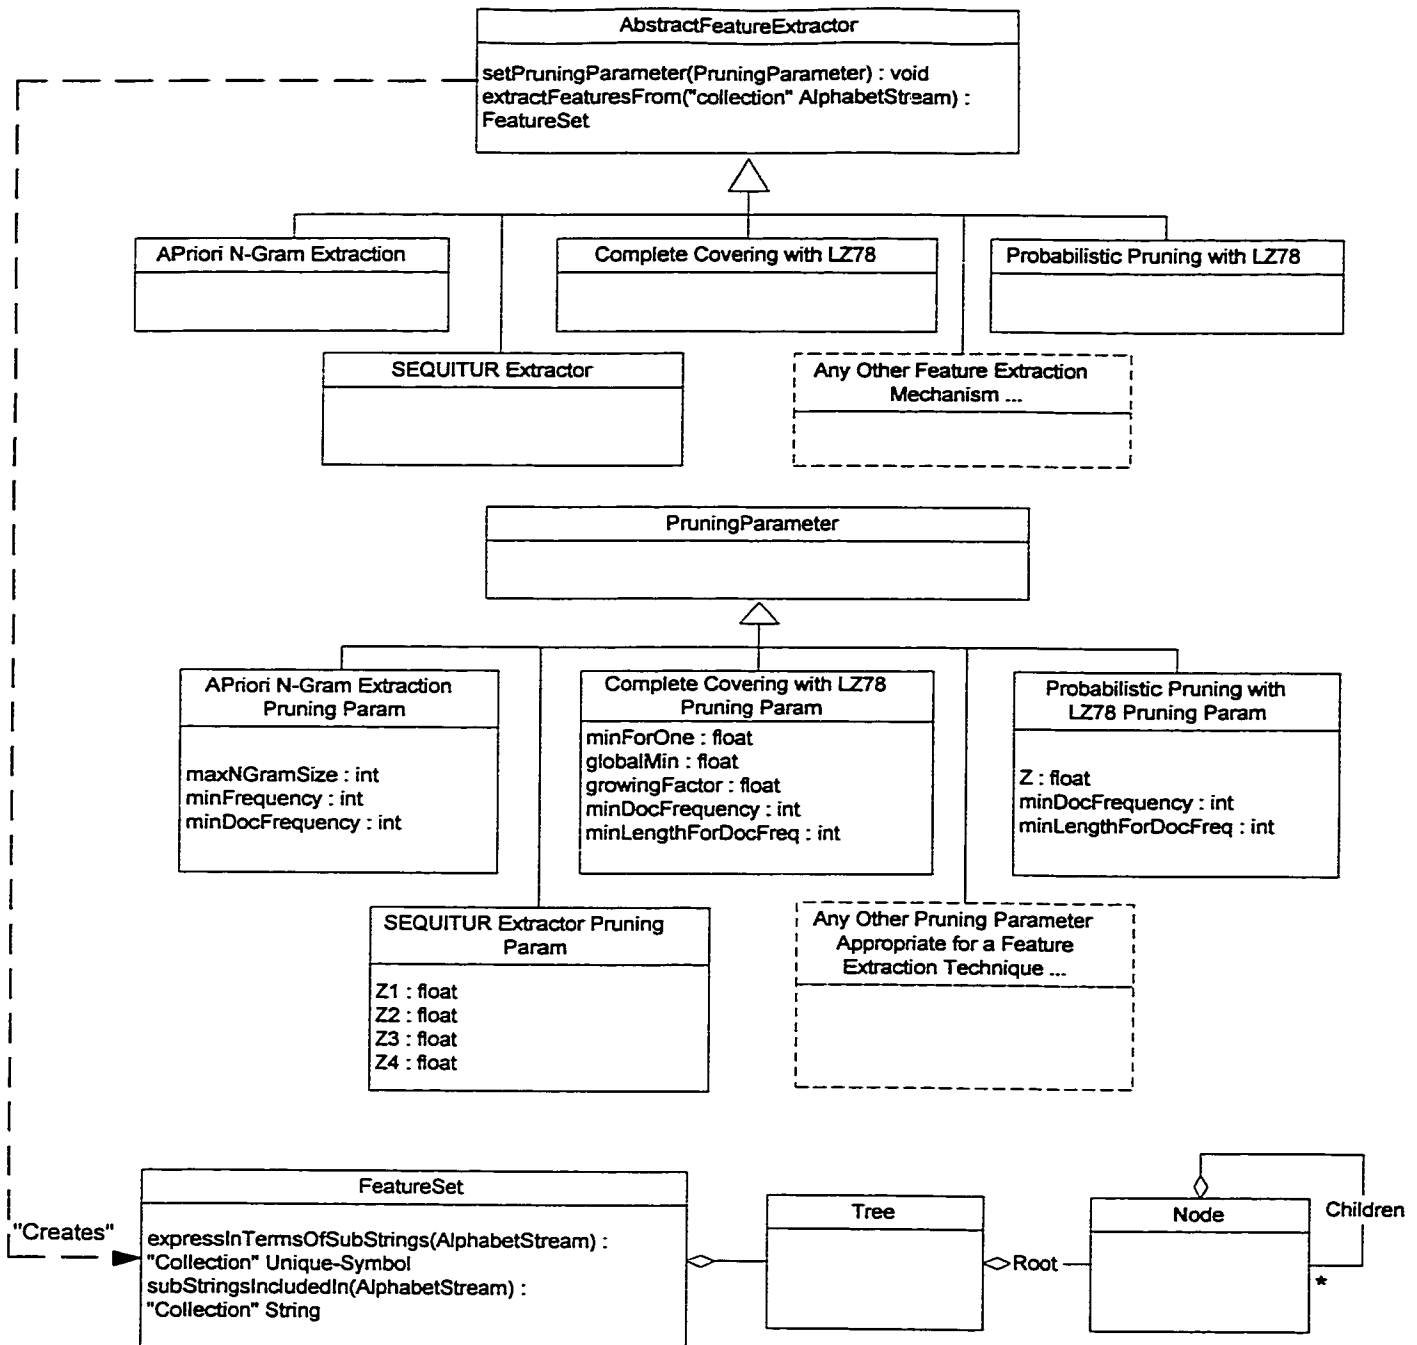 AbstractFeatureExtractor
setPruningParameter(PruningParameter) : void
extractFeaturesFrom("collection" AlphabetStream) :
FeatureSet
APriori N-Gram Extraction
Complete Covering with LZ78
Probabilistic Pruning with LZ78
SEQUITUR Extractor
Any Other Feature Extraction
Mechanism ...
PruningParameter
APriori N-Gram Extraction
Pruning Param
maxNGramSize : int
minFrequency : int
minDocFrequency : int
Complete Covering with LZ78
Pruning Param
minForOne : float
globalMin : float
growingFactor : float
minDocFrequency : int
minLengthForDocFreq : int
Probabilistic Pruning with
LZ78 Pruning Param
Z : float
minDocFrequency : int
minLengthForDocFreq : int
SEQUITUR Extractor Pruning
Param
Z1 : float
Z2 : float
Z3 : float
Z4 : float
Any Other Pruning Parameter
Appropriate for a Feature
Extraction Technique ...
"Creates"
FeatureSet
expressInTermsOfSubStrings(AlphabetStream) :
"Collection" Unique-Symbol
subStringsIncludedIn(AlphabetStream) :
"Collection" String
Tree
Root
Node
Children
*